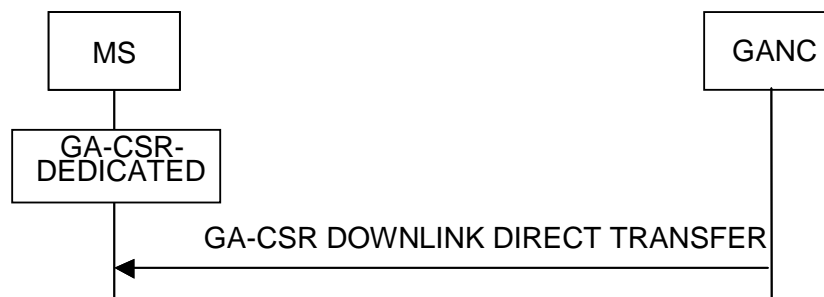 MS
GANC
GA-CSR-
DEDICATED
GA-CSR DOWNLINK DIRECT TRANSFER